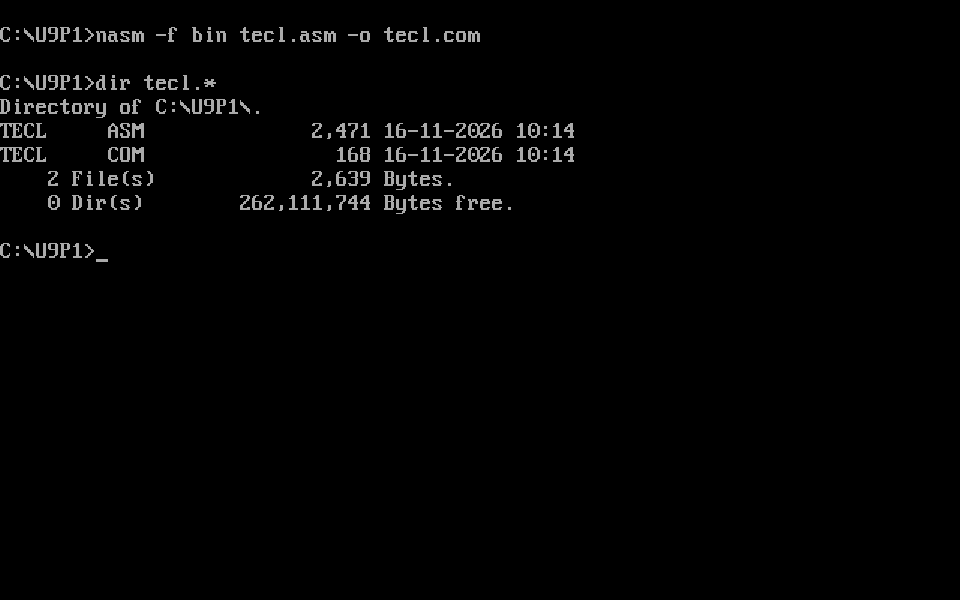 C:\U9P1>nasm -f bin tecl.asm -o tecl.com
C:\U9P1>dir tecl.*
Directory of C:\U9P1\.
TECL     ASM              2,471 16-11-2026 10:14
TECL     COM                168 16-11-2026 10:14
    2 File(s)             2,639 Bytes.
    0 Dir(s)        262,111,744 Bytes free.
C:\U9P1>_